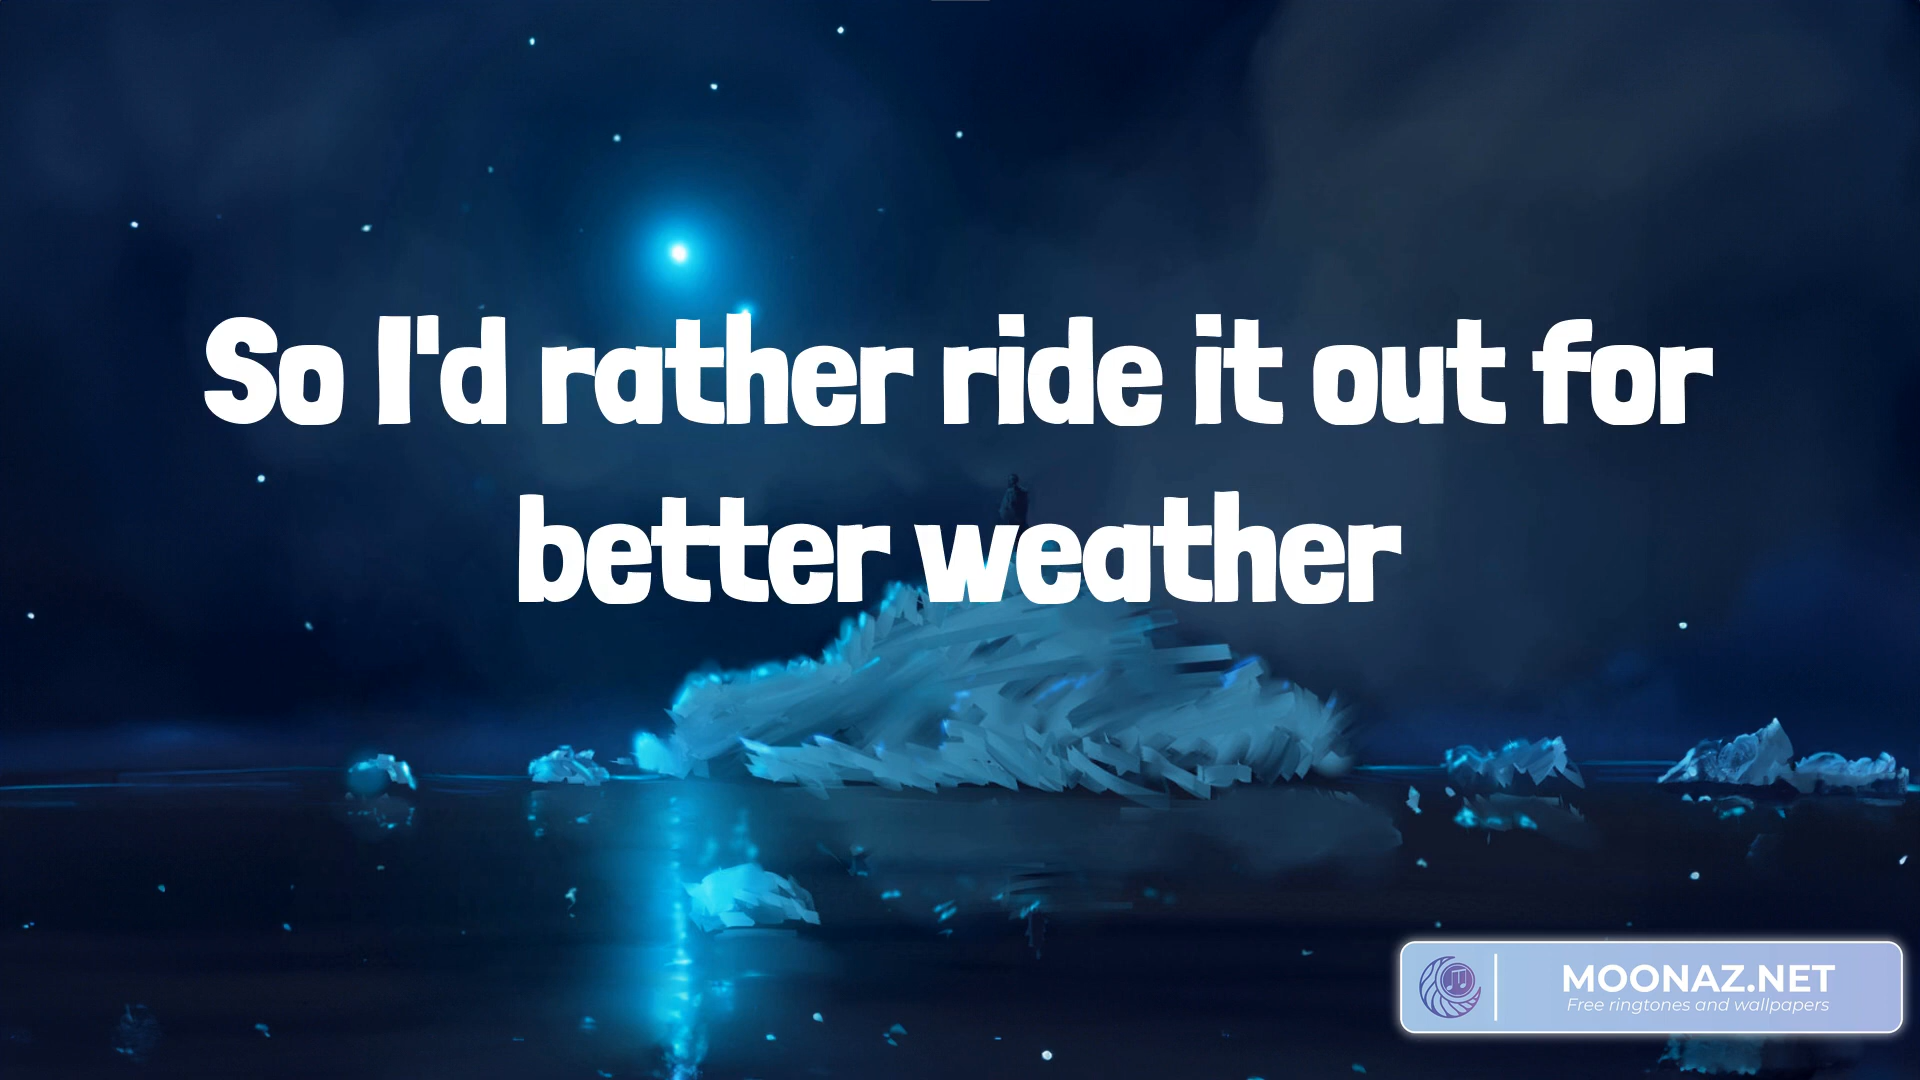 So I'd rather ride it out for
better weather
MOONAZ.NET
Free ringtones and wallpapers